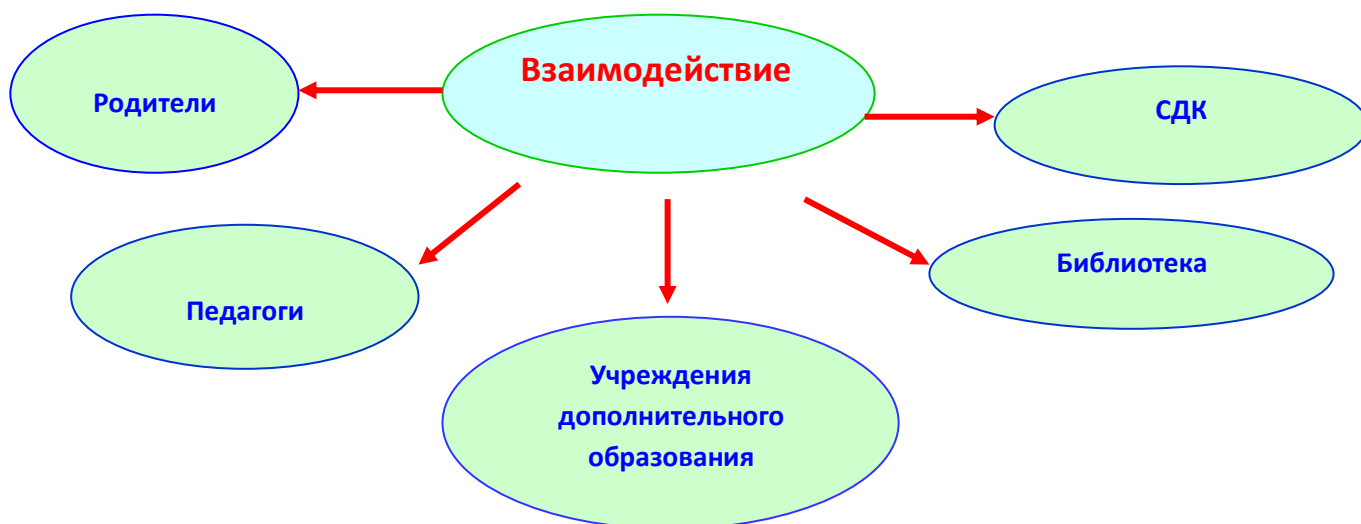 Взаимодействие
Родители
СДК
Педагоги
Библиотека
Учреждения
дополнительного
образования